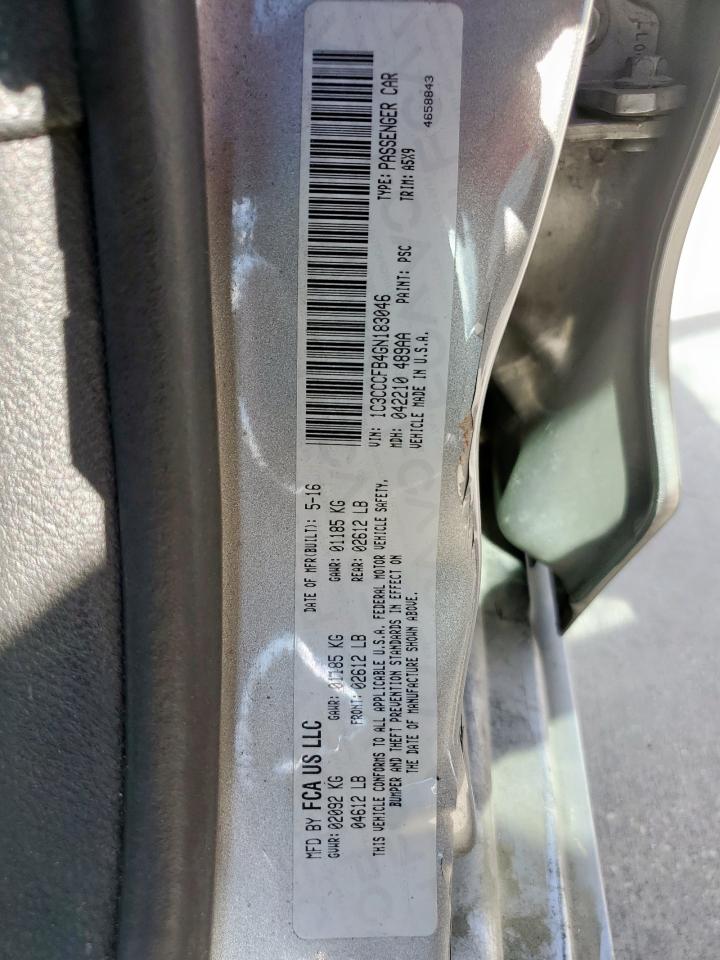 MFD BY FCA US LLC
DATE OF MFR(BUILT): 5-16
GVWR: 02092 KG
GAWR: 01185 KG
GAWR: 01185 KG
04612 LB
FRONT: 02612 LB
REAR: 02612 LB
THIS VEHICLE CONFORMS TO ALL APPLICABLE U.S.A. FEDERAL MOTOR VEHICLE SAFETY,
BUMPER AND THEFT PREVENTION STANDARDS IN EFFECT ON
THE DATE OF MANUFACTURE SHOWN ABOVE.
VIN: 1C3CCCFB4GN183046
TYPE: PASSENGER CAR
MDH: 042210 489AA
PAINT: PSC
TRIM: A5X9
VEHICLE MADE IN U.S.A.
4658843